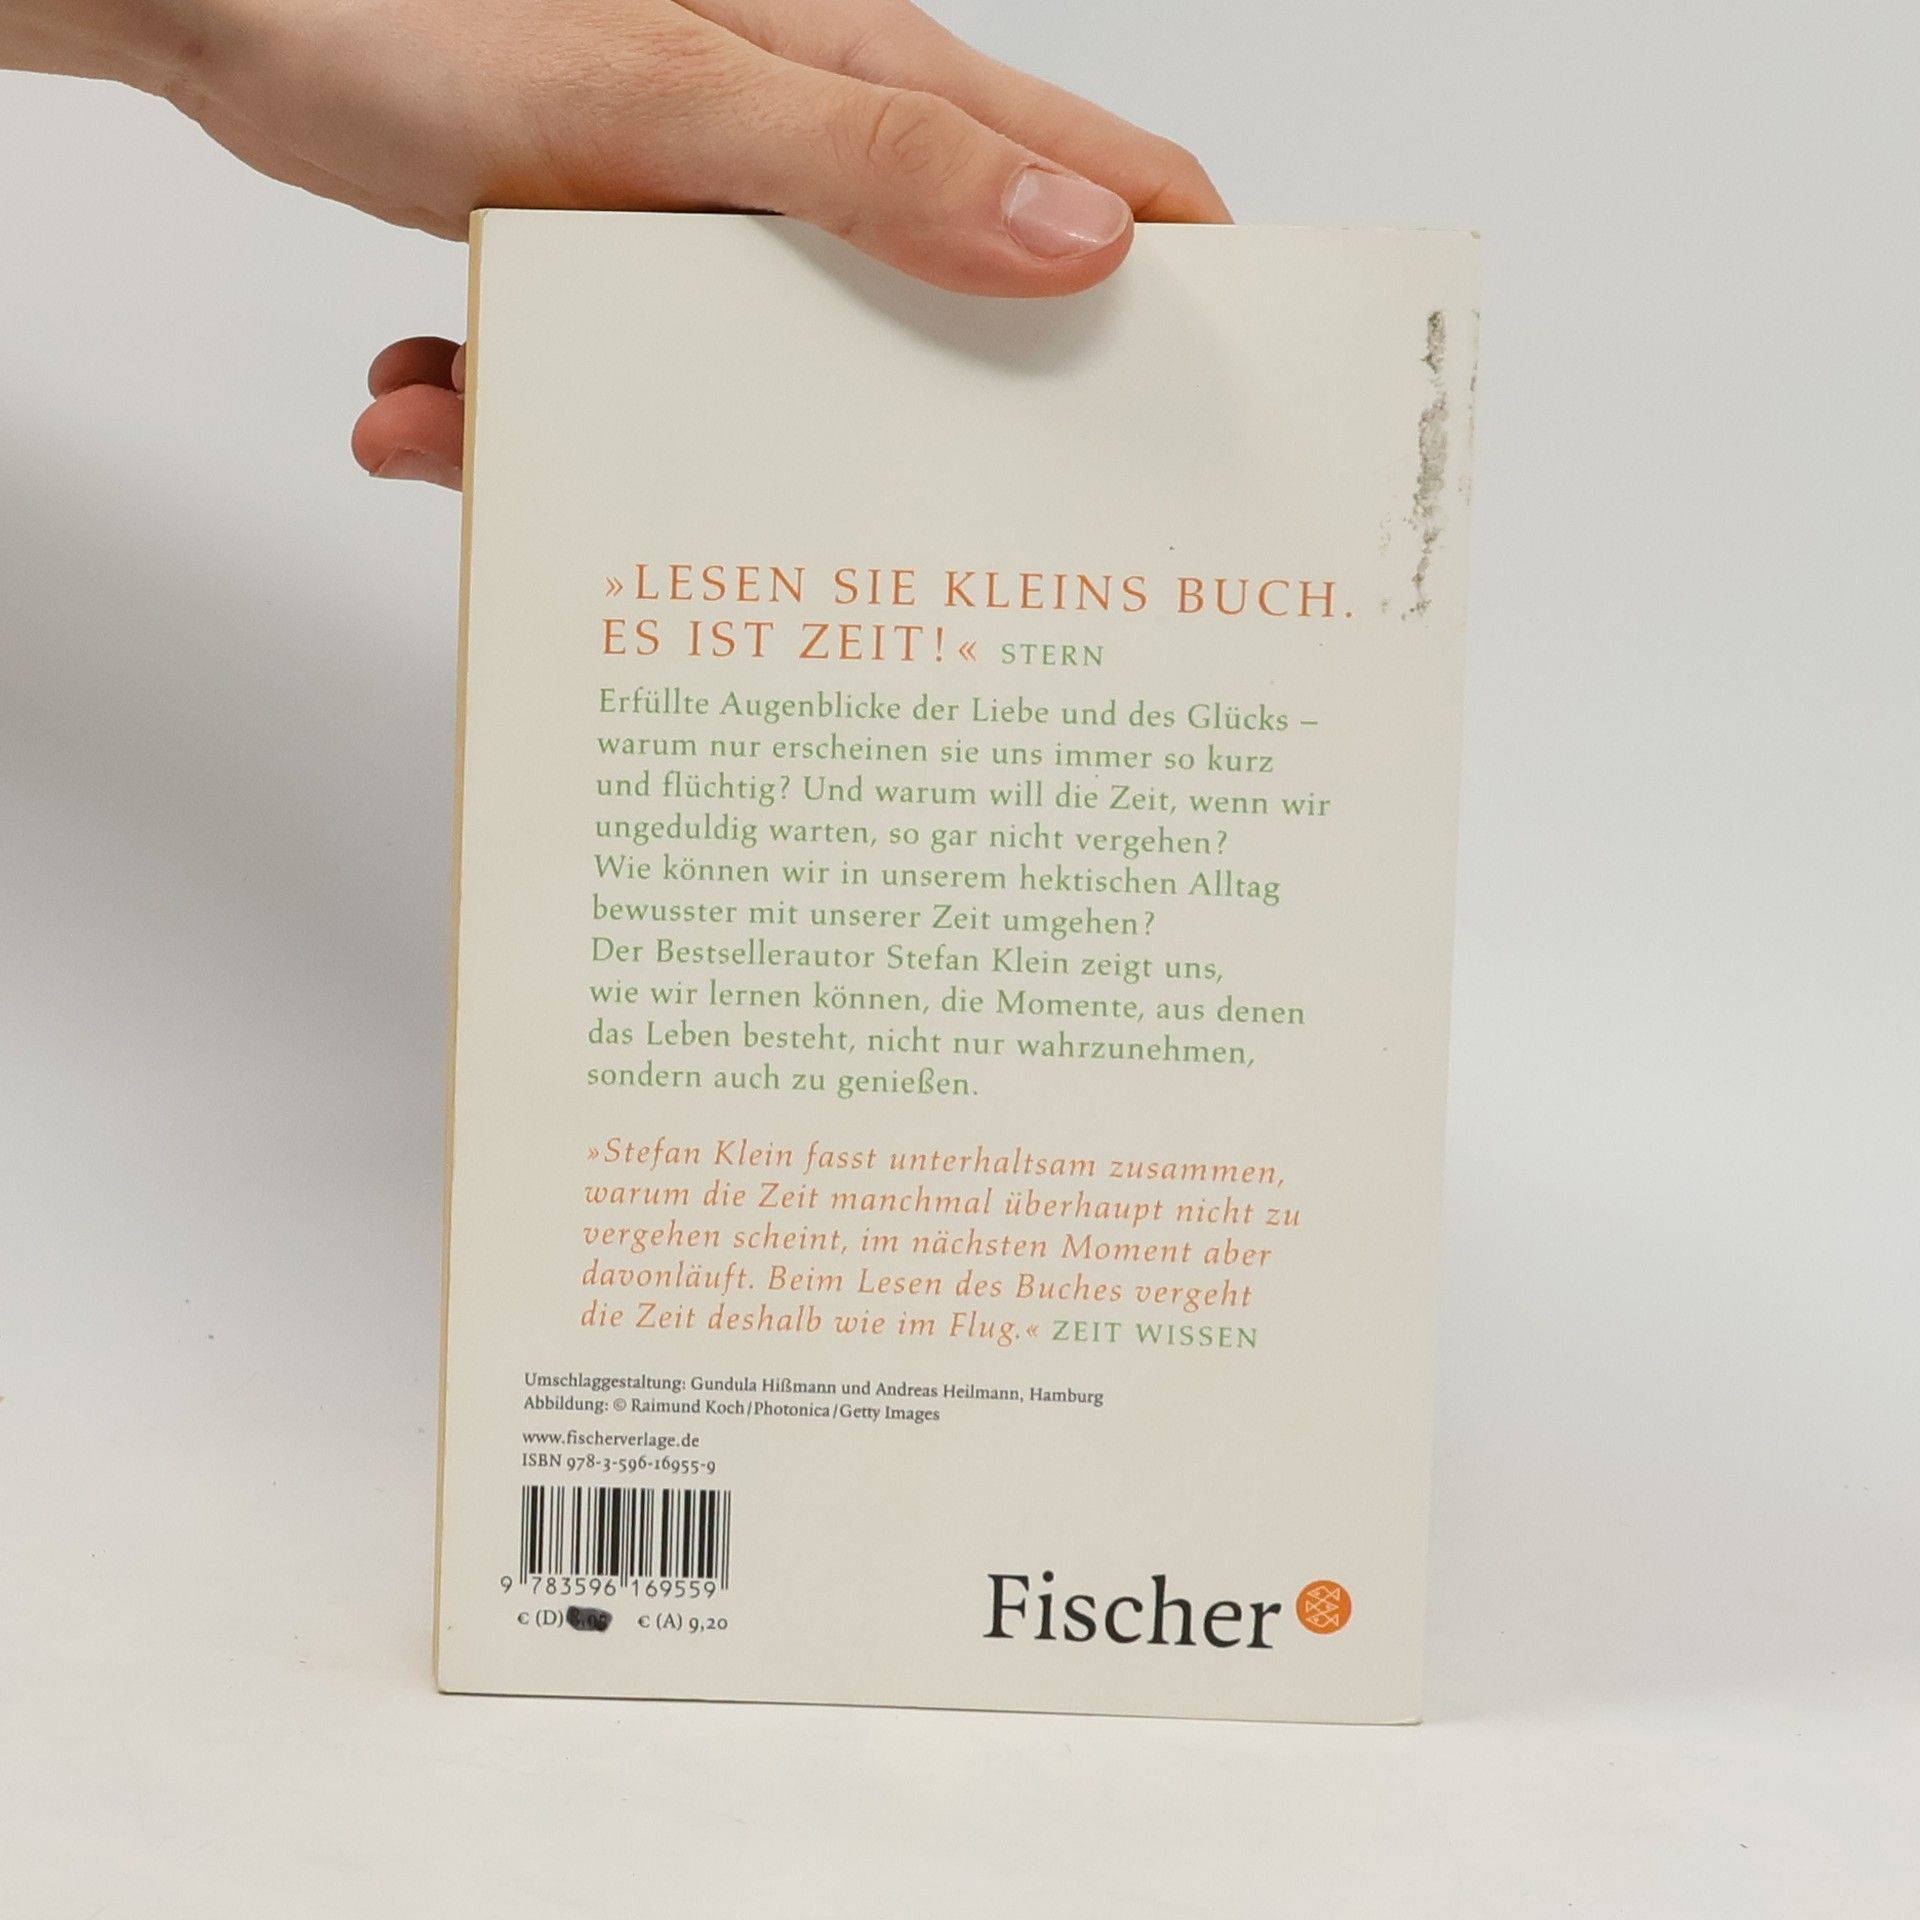 »LESEN SIE KLEINS BUCH.
ES IST ZEIT!« STERN
Erfüllte Augenblicke der Liebe und des Glücks –
warum nur erscheinen sie uns immer so kurz
und flüchtig? Und warum will die Zeit, wenn wir
ungeduldig warten, so gar nicht vergehen?
Wie können wir in unserem hektischen Alltag
bewusster mit unserer Zeit umgehen?
Der Bestsellerautor Stefan Klein zeigt uns,
wie wir lernen können, die Momente, aus denen
das Leben besteht, nicht nur wahrzunehmen,
sondern auch zu genießen.
»Stefan Klein fasst unterhaltsam zusammen,
warum die Zeit manchmal überhaupt nicht zu
vergehen scheint, im nächsten Moment aber
davonläuft. Beim Lesen des Buches vergeht
die Zeit deshalb wie im Flug.« ZEIT WISSEN
Umschlaggestaltung: Gundula Hißmann und Andreas Heilmann, Hamburg
Abbildung: © Raimund Koch/Photonica/Getty Images
www.fischerverlage.de
ISBN 978-3-596-16955-9
9 783596 169559
€ (D) € (A) 9,20
Fischer